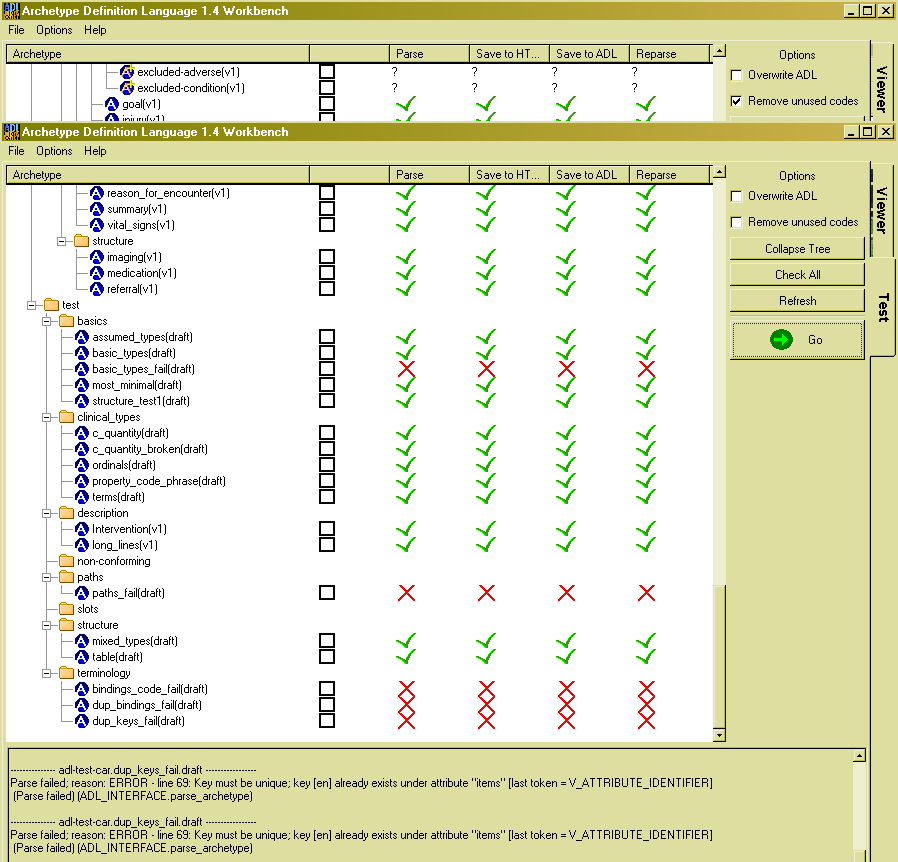 Archetype Definition Language 1.4 Workbench
File Options Help
Archetype Parse Save to HT... Save to ADL Reparse
Options
excluded-adverse(v1) ? ? ? ?
Overwrite ADL
excluded-condition(v1) ? ? ? ?
goal(v1)
Remove unused codes
injury(v1)
Viewer
Archetype Definition Language 1.4 Workbench
File Options Help
Archetype Parse Save to HT... Save to ADL Reparse
Options
reason_for_encounter(v1)
Overwrite ADL
summary(v1)
vital_signs(v1)
Remove unused codes
Viewer
structure
Collapse Tree
imaging(v1)
medication(v1)
Check All
referral(v1)
Refresh
test
Test
basics
assumed_types(draft)
Go
basic_types(draft)
basic_types_fail(draft)
most_minimal(draft)
structure_test1(draft)
clinical_types
c_quantity(draft)
c_quantity_broken(draft)
ordinals(draft)
property_code_phrase(draft)
terms(draft)
description
Intervention(v1)
long_lines(v1)
non-conforming
paths
paths_fail(draft)
slots
structure
mixed_types(draft)
table(draft)
terminology
bindings_code_fail(draft)
dup_bindings_fail(draft)
dup_keys_fail(draft)
--------------- adl-test-car.dup_keys_fail.draft -----------------
Parse failed; reason: ERROR - line 69: Key must be unique; key [en] already exists under attribute "items" [last token = V_ATTRIBUTE_IDENTIFIER]
(Parse failed) (ADL_INTERFACE.parse_archetype)
--------------- adl-test-car.dup_keys_fail.draft -----------------
Parse failed; reason: ERROR - line 69: Key must be unique; key [en] already exists under attribute "items" [last token = V_ATTRIBUTE_IDENTIFIER]
(Parse failed) (ADL_INTERFACE.parse_archetype)